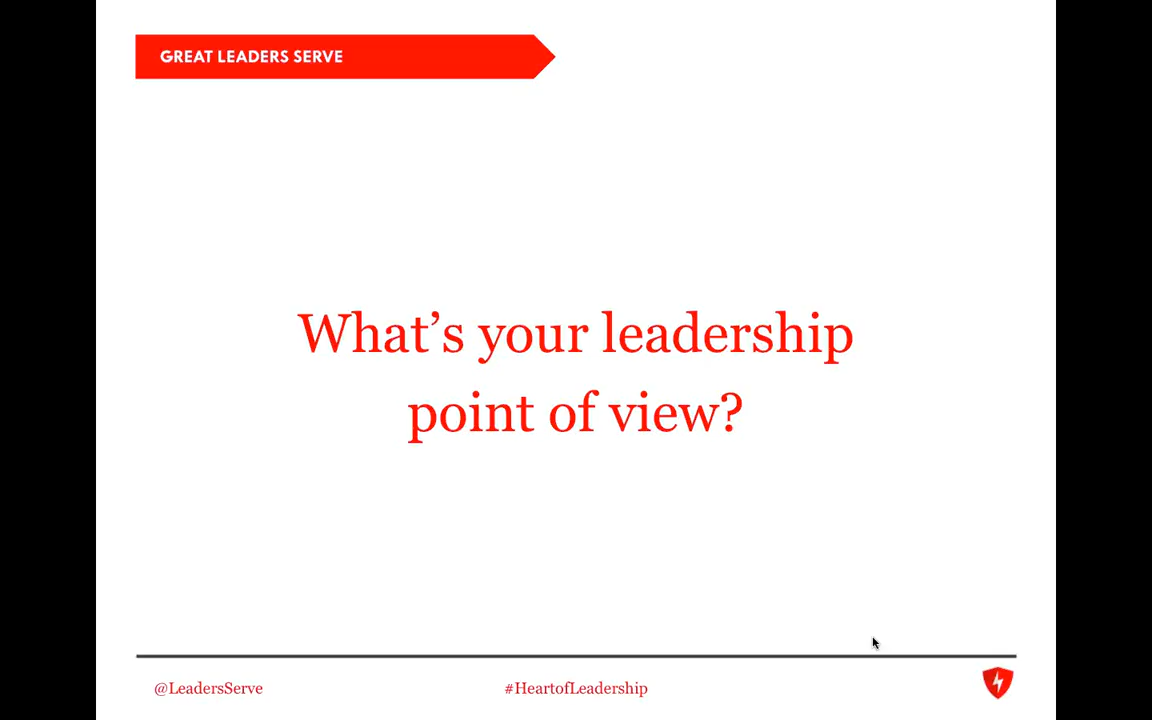 GREAT LEADERS SERVE
What’s your leadership
point of view?
@LeadersServe
#HeartofLeadership